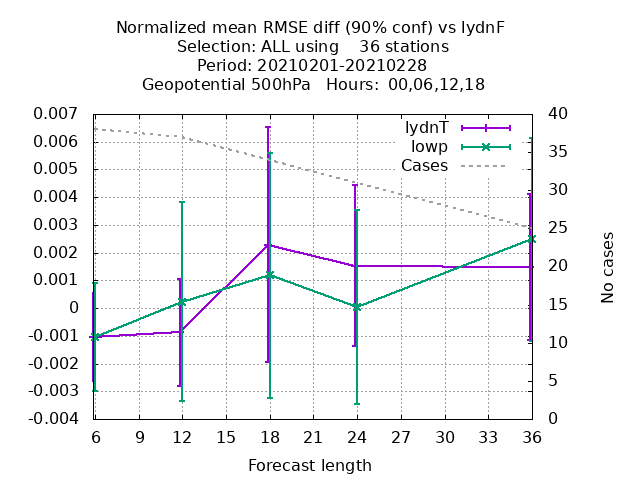 Normalized mean RMSE diff (90% conf) vs lydnF
Selection: ALL using    36 stations
Period: 20210201-20210228
Geopotential 500hPa   Hours: 00,06,12,18
0.007
0.006
0.005
0.004
0.003
0.002
0.001
0
-0.001
-0.002
-0.003
-0.004
lydnT
lowp
Cases
40
35
30
25
20
15
10
5
0
No cases
6 9 12 15 18 21 24 27 30 33 36
Forecast length